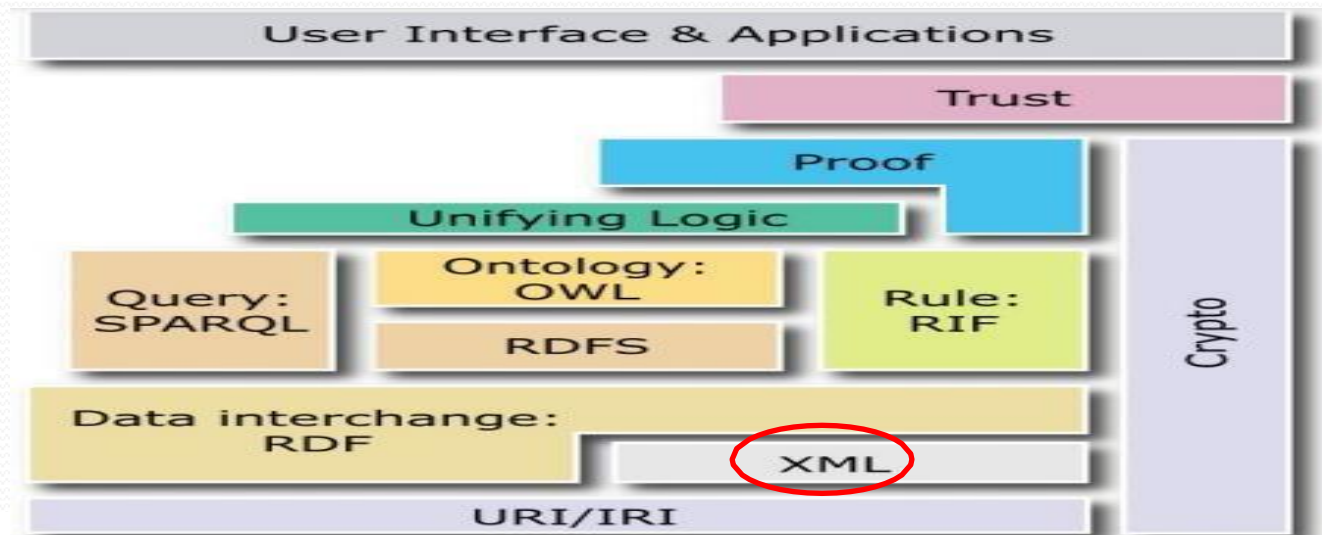 User Interface & Applications
Trust
Proof
Unifying Logic
Query:
SPARQL
Ontology:
OWL
RDFS
Rule:
RIF
Crypto
Data interchange:
RDF
XML
URI/IRI